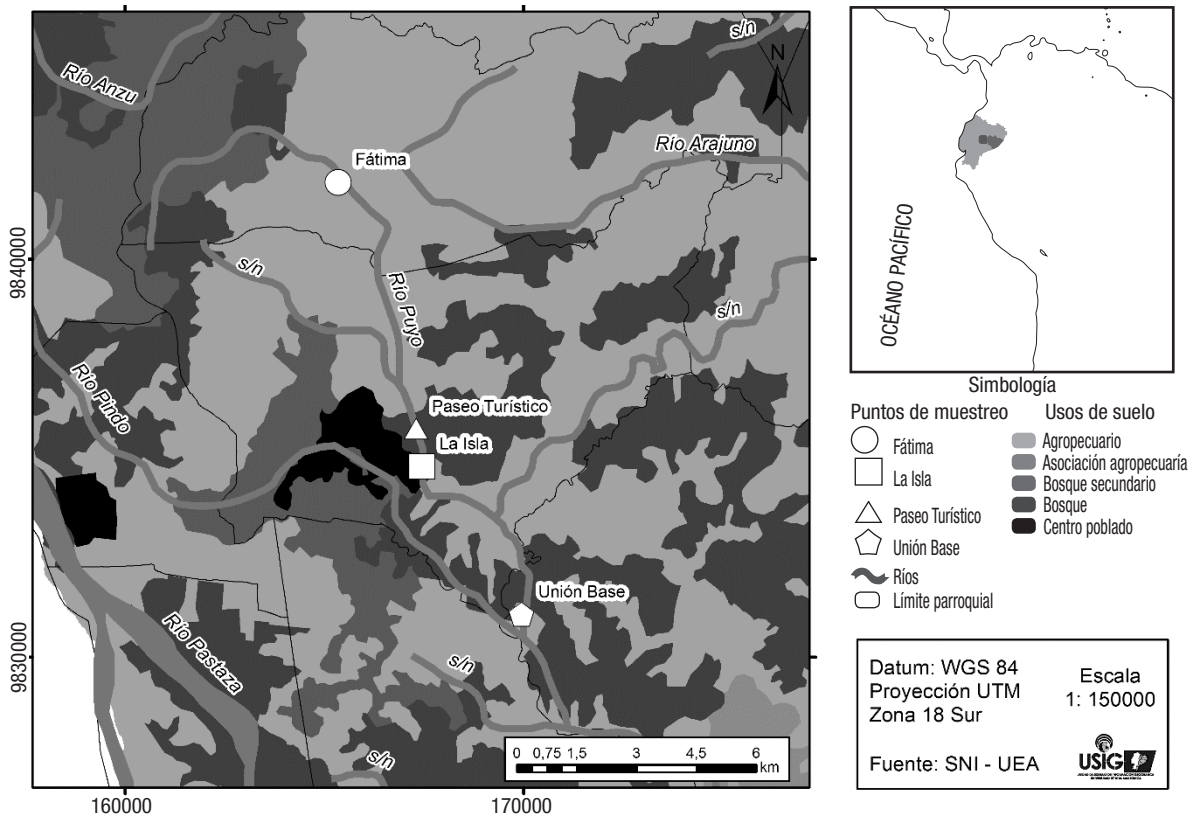 s/n
N
Río Anzu
Río Arajuno
Fátima
s/n
Río Puyo
s/n
Río Pindo
Paseo Turístico
La Isla
Unión Base
Río Pastaza
s/n
s/n
0 0,75 1,5 3 4,5 6
km
9840000
9830000
160000
170000
OCÉANO PACÍFICO
Simbología
Puntos de muestreo
Fátima
La Isla
Paseo Turístico
Unión Base
Ríos
Límite parroquial
Usos de suelo
Agropecuario
Asociación agropecuaría
Bosque secundario
Bosque
Centro poblado
Datum: WGS 84
Proyección UTM
Zona 18 Sur
Fuente: SNI - UEA
Escala
1: 150000
USIG